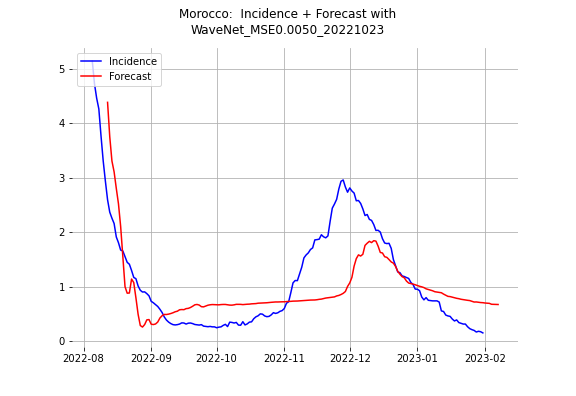 Morocco: Incidence + Forecast with
WaveNet_MSE0.0050_20221023
Incidence
Forecast
5
4
3
2
1
0
2022-08 2022-09 2022-10 2022-11 2022-12 2023-01 2023-02